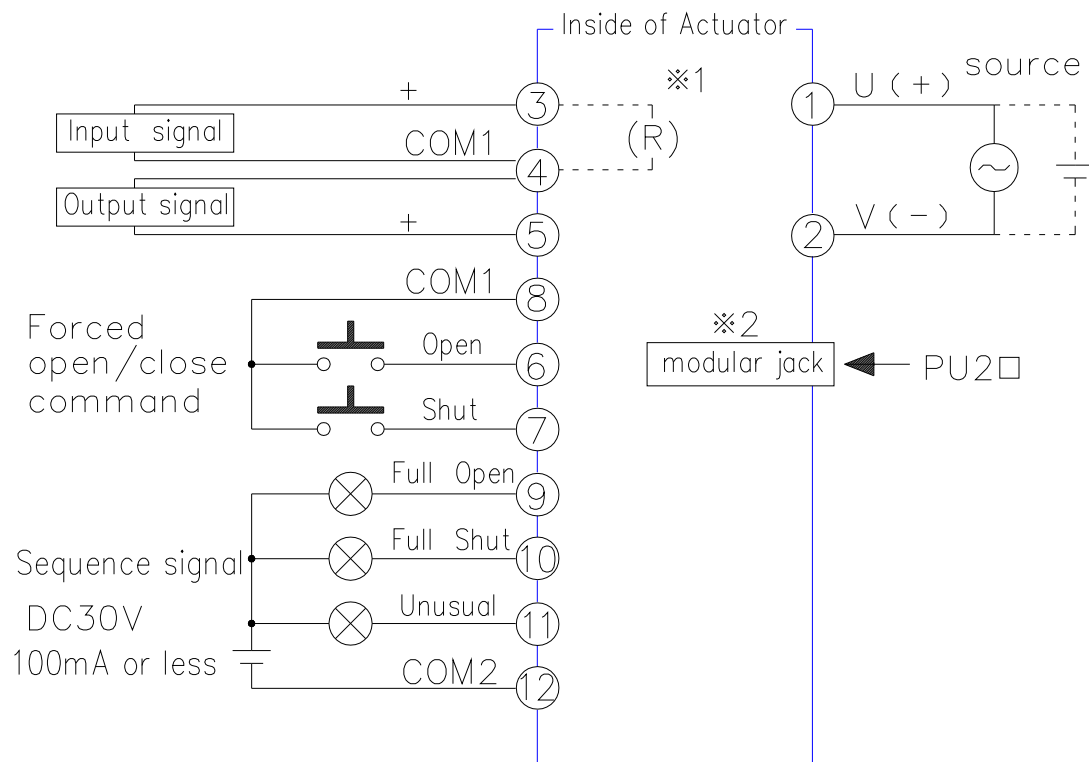 Inside of Actuator
※1
source
+
3
1
U(+)
Input signal
(R)
COM1
4
Output signal
+
5
2
V(-)
COM1
8
Forced
open/close
command
Open
6
※2
modular jack
PU2□
Shut
7
Full Open
9
Sequence signal
Full Shut
10
DC30V
Unusual
11
100mA or less
COM2
12